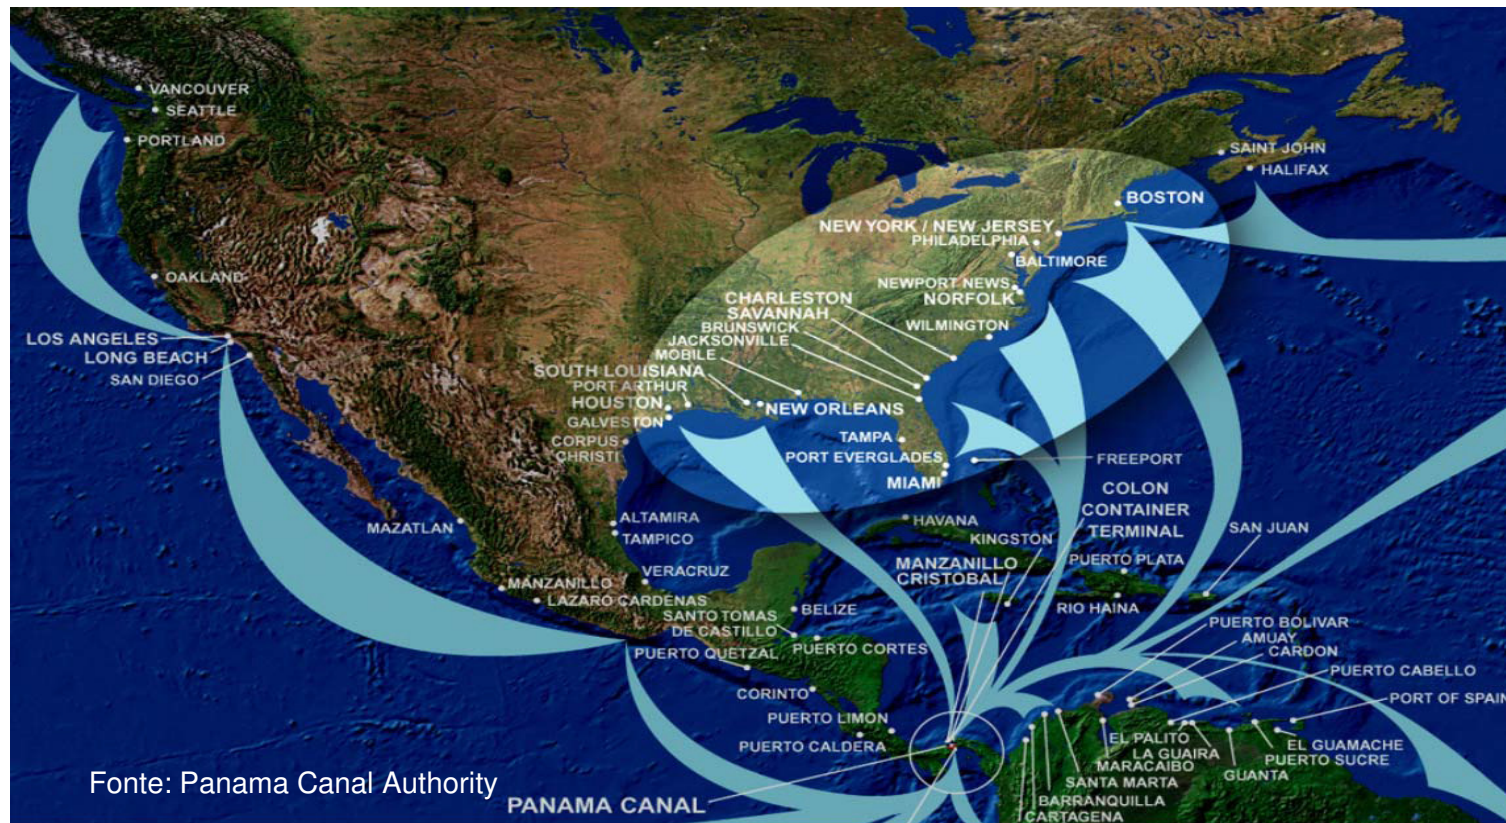 VANCOUVER
SEATTLE
PORTLAND
SAINT JOHN
HALIFAX
BOSTON
NEW YORK / NEW JERSEY
PHILADELPHIA
BALTIMORE
OAKLAND
NEWPORT NEWS
NORFOLK
CHARLESTON
SAVANNAH
BRUNSWICK
WILMINGTON
JACKSONVILLE
LOS ANGELES
LONG BEACH
SAN DIEGO
MOBILE
SOUTH LOUISIANA
PORT ARTHUR
HOUSTON
NEW ORLEANS
GALVESTON
CORPUS
CHRISTI
TAMPA
PORT EVERGLADES
MIAMI
FREEPORT
COLON
CONTAINER
TERMINAL
MAZATLAN
ALTAMIRA
TAMPICO
HAVANA
KINGSTON
SAN JUAN
PUERTO PLATA
MANZANILLO
CRISTOBAL
VERACRUZ
MANZANILLO
LAZARO CARDENAS
BELIZE
RIO HAINA
SANTO TOMAS
DE CASTILLO
PUERTO CORTES
PUERTO QUETZAL
PUERTO BOLIVAR
AMUAY
CARDON
PUERTO CABELLO
PORT OF SPAIN
CORINTO
PUERTO LIMON
PUERTO CALDERA
EL PALITO
LA GUAIRA
MARACAIBO
SANTA MARTA
BARRANQUILLA
CARTAGENA
GUANTA
EL GUAMACHE
PUERTO SUCRE
Fonte: Panama Canal Authority
PANAMA CANAL